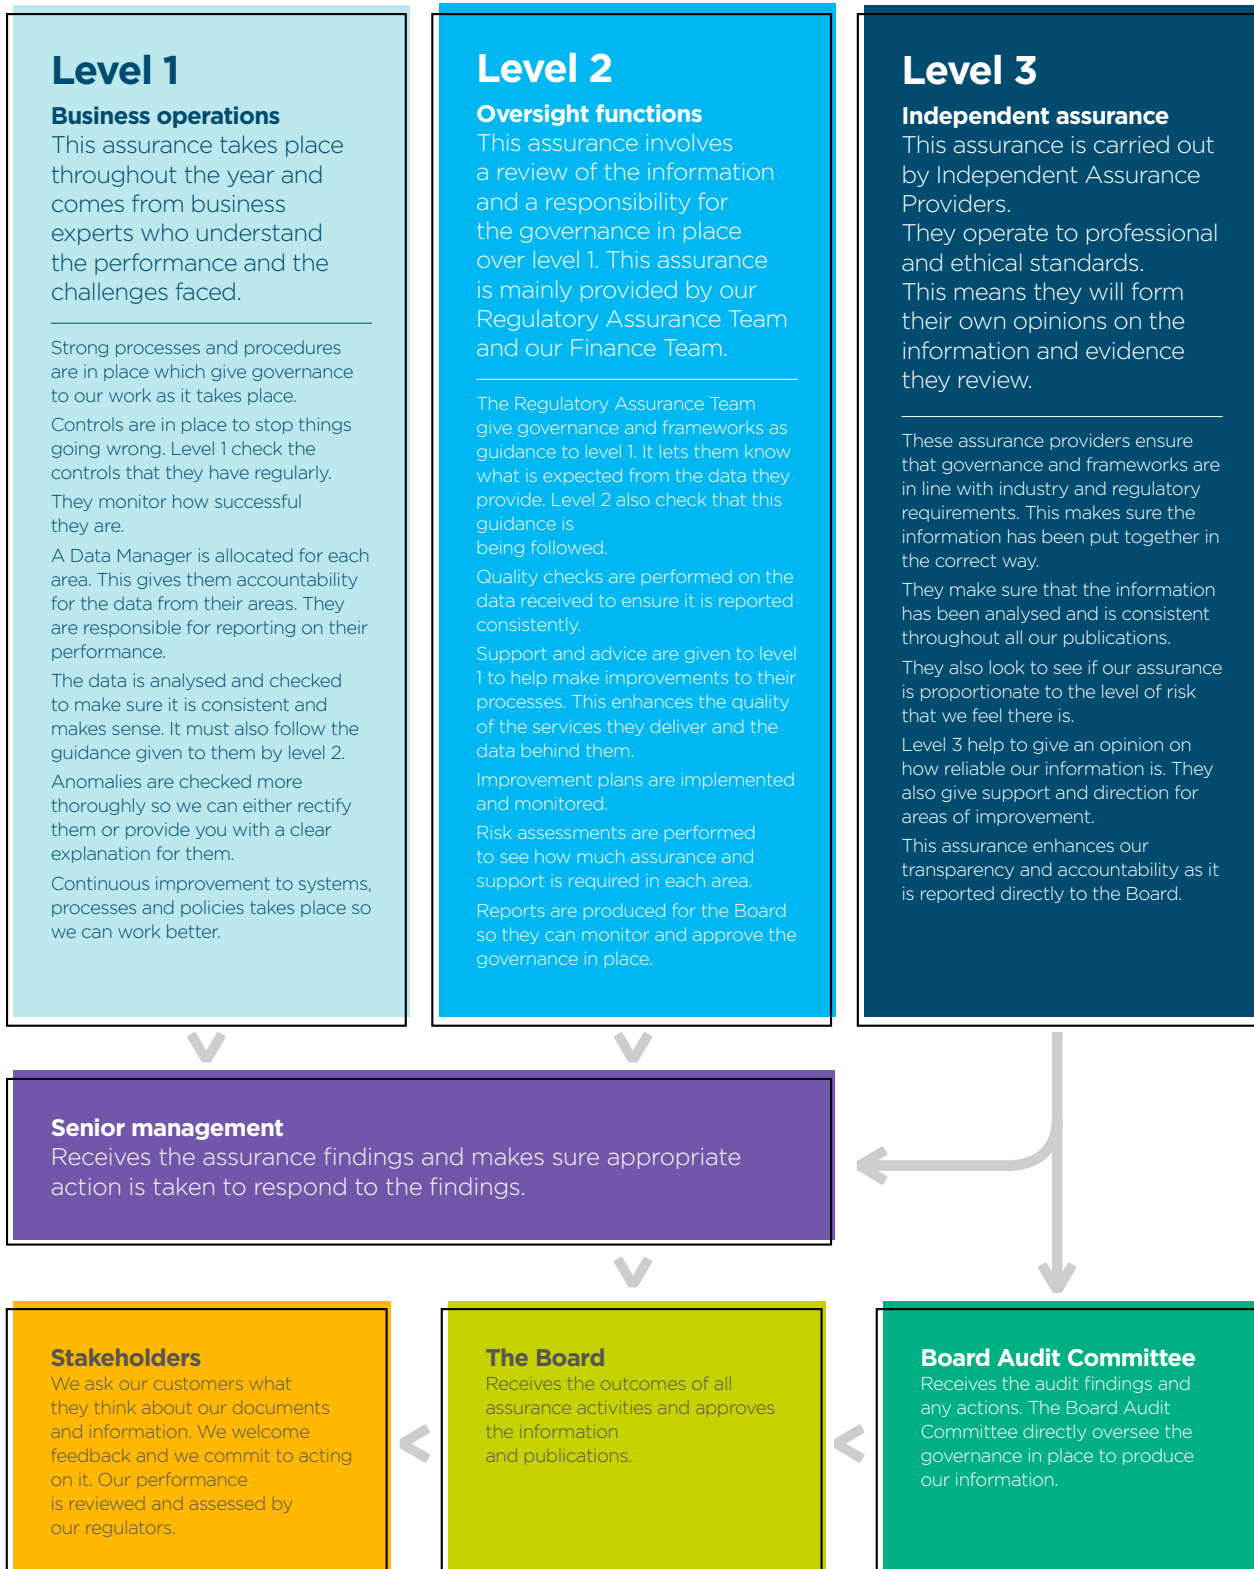 Level 1
Business operations
This assurance takes place
throughout the year and
comes from business
experts who understand
the performance and the
challenges faced.
Strong processes and procedures
are in place which give governance
to our work as it takes place.
Controls are in place to stop things
going wrong. Level 1 check the
controls that they have regularly.
They monitor how successful
they are.
A Data Manager is allocated for each
area. This gives them accountability
for the data from their areas. They
are responsible for reporting on their
performance.
The data is analysed and checked
to make sure it is consistent and
makes sense. It must also follow the
guidance given to them by level 2.
Anomalies are checked more
thoroughly so we can either rectify
them or provide you with a clear
explanation for them.
Continuous improvement to systems,
processes and policies takes place so
we can work better.
Level 2
Oversight functions
This assurance involves
a review of the information
and a responsibility for
the governance in place
over level 1. This assurance
is mainly provided by our
Regulatory Assurance Team
and our Finance Team.
The Regulatory Assurance Team
give governance and frameworks as
guidance to level 1. It lets them know
what is expected from the data they
provide. Level 2 also check that this
guidance is
being followed.
Quality checks are performed on the
data received to ensure it is reported
consistently.
Support and advice are given to level
1 to help make improvements to their
processes. This enhances the quality
of the services they deliver and the
data behind them.
Improvement plans are implemented
and monitored.
Risk assessments are performed
to see how much assurance and
support is required in each area.
Reports are produced for the Board
so they can monitor and approve the
governance in place.
Level 3
Independent assurance
This assurance is carried out
by Independent Assurance
Providers.
They operate to professional
and ethical standards.
This means they will form
their own opinions on the
information and evidence
they review.
These assurance providers ensure
that governance and frameworks are
in line with industry and regulatory
requirements. This makes sure the
information has been put together in
the correct way.
They make sure that the information
has been analysed and is consistent
throughout all our publications.
They also look to see if our assurance
is proportionate to the level of risk
that we feel there is.
Level 3 help to give an opinion on
how reliable our information is. They
also give support and direction for
areas of improvement.
This assurance enhances our
transparency and accountability as it
is reported directly to the Board.
Senior management
Receives the assurance findings and makes sure appropriate
action is taken to respond to the findings.
Stakeholders
We ask our customers what
they think about our documents
and information. We welcome
feedback and we commit to acting
on it. Our performance
is reviewed and assessed by
our regulators.
The Board
Receives the outcomes of all
assurance activities and approves
the information
and publications.
Board Audit Committee
Receives the audit findings and
any actions. The Board Audit
Committee directly oversee the
governance in place to produce
our information.